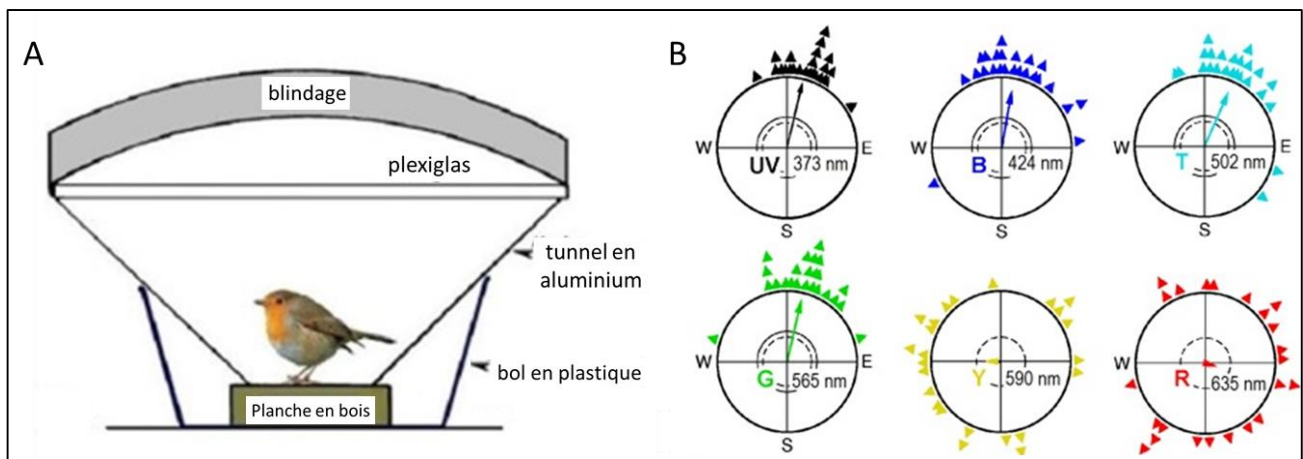 A
blindage
plexiglas
tunnel en
aluminium
bol en plastique
Planche en bois
B
W
E
UV
373 nm
S
W
B
424 nm
S
W
E
T
502 nm
S
W
E
G
565 nm
S
W
Y
590 nm
W
R
635 nm